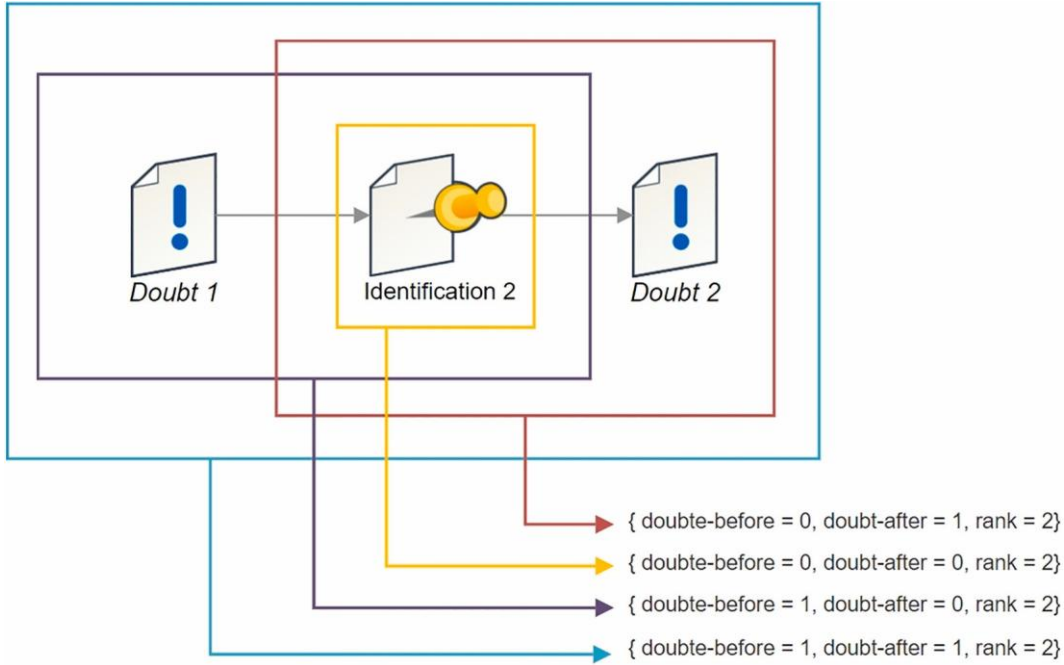 Doubt 1
Identification 2
Doubt 2
{ doubte-before = 0, doubt-after = 1, rank = 2}
{ doubte-before = 0, doubt-after = 0, rank = 2}
{ doubte-before = 1, doubt-after = 0, rank = 2}
{ doubte-before = 1, doubt-after = 1, rank = 2}